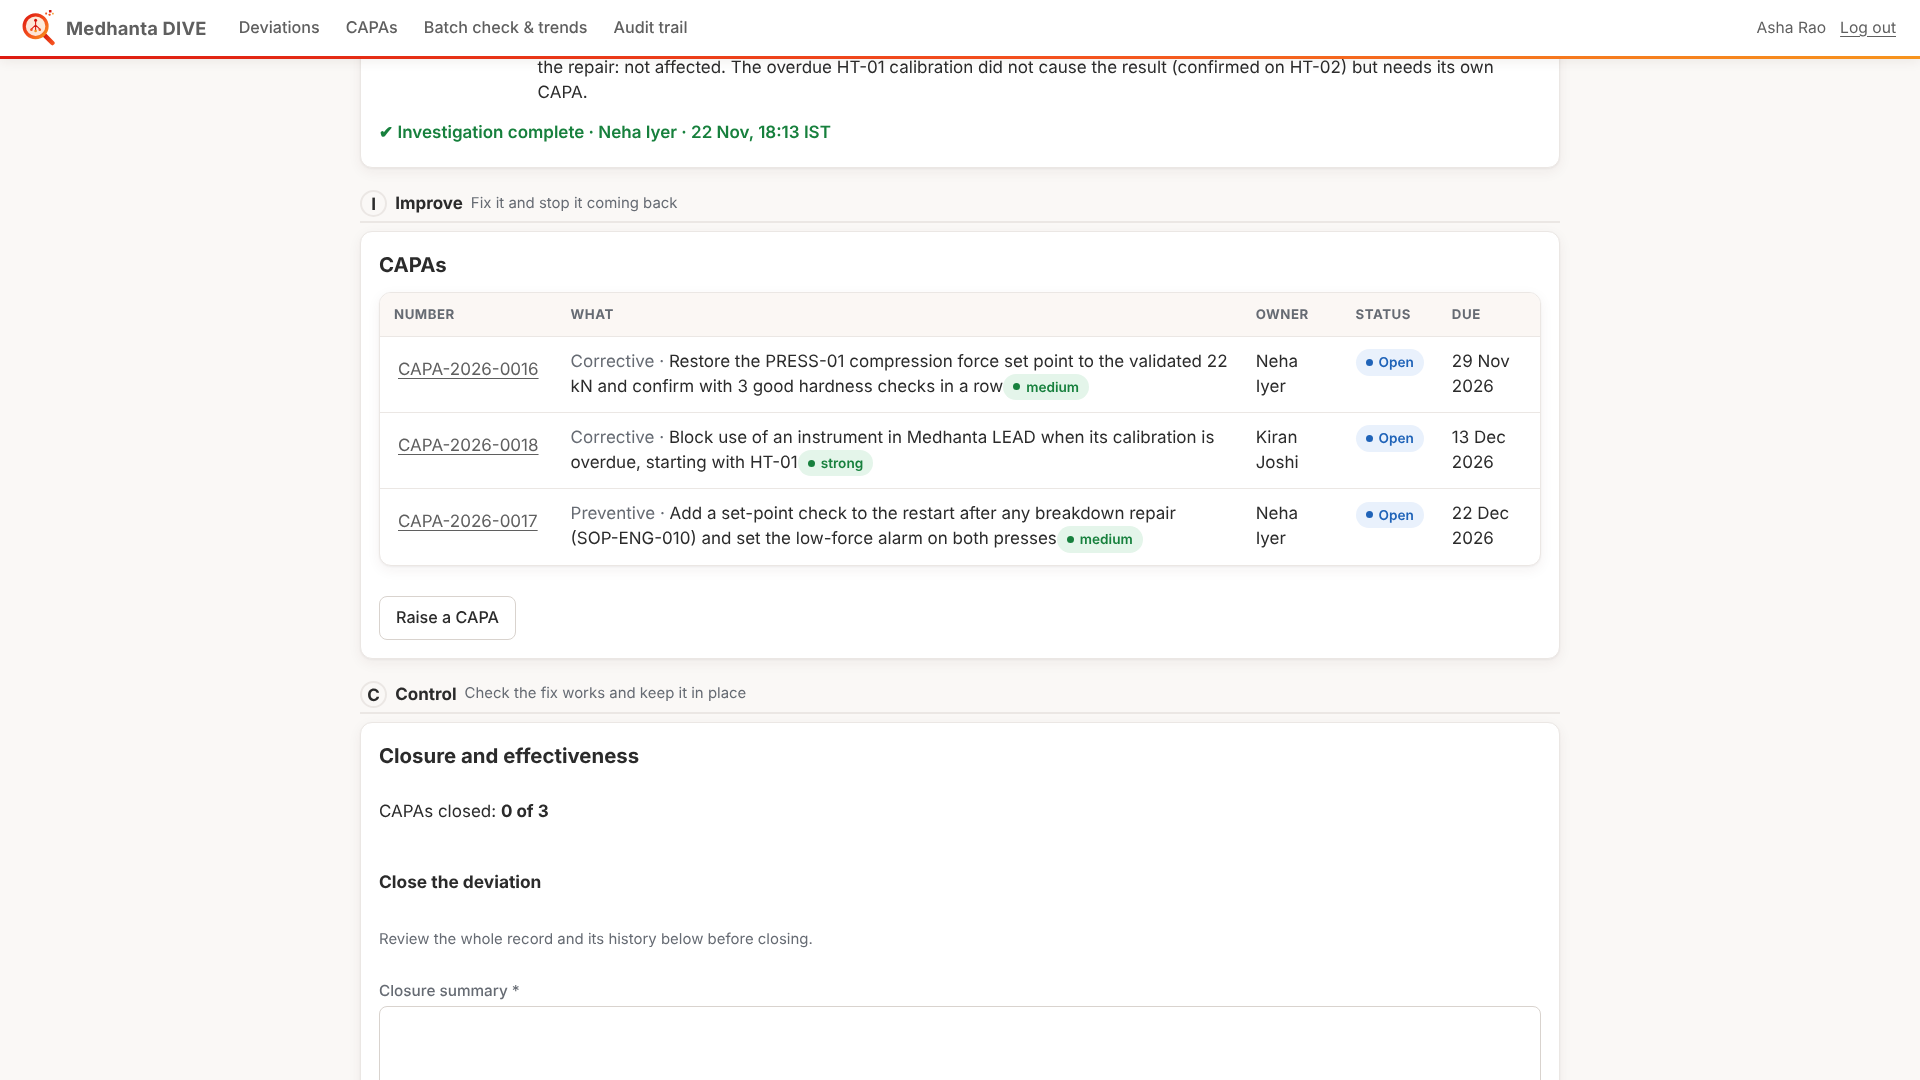 Medhanta DIVE
Deviations
CAPAs
Batch check & trends
Audit trail
Asha Rao
Log out
the repair: not affected. The overdue HT-01 calibration did not cause the result (confirmed on HT-02) but needs its own
CAPA.
✔ Investigation complete · Neha Iyer · 22 Nov, 18:13 IST
I Improve Fix it and stop it coming back
CAPAs
NUMBER WHAT OWNER STATUS DUE
CAPA-2026-0016
Corrective · Restore the PRESS-01 compression force set point to the validated 22
kN and confirm with 3 good hardness checks in a row • medium
Neha
Iyer
• Open
29 Nov
2026
CAPA-2026-0018
Corrective · Block use of an instrument in Medhanta LEAD when its calibration is
overdue, starting with HT-01 • strong
Kiran
Joshi
• Open
13 Dec
2026
CAPA-2026-0017
Preventive · Add a set-point check to the restart after any breakdown repair
(SOP-ENG-010) and set the low-force alarm on both presses • medium
Neha
Iyer
• Open
22 Dec
2026
Raise a CAPA
C Control Check the fix works and keep it in place
Closure and effectiveness
CAPAs closed: 0 of 3
Close the deviation
Review the whole record and its history below before closing.
Closure summary *